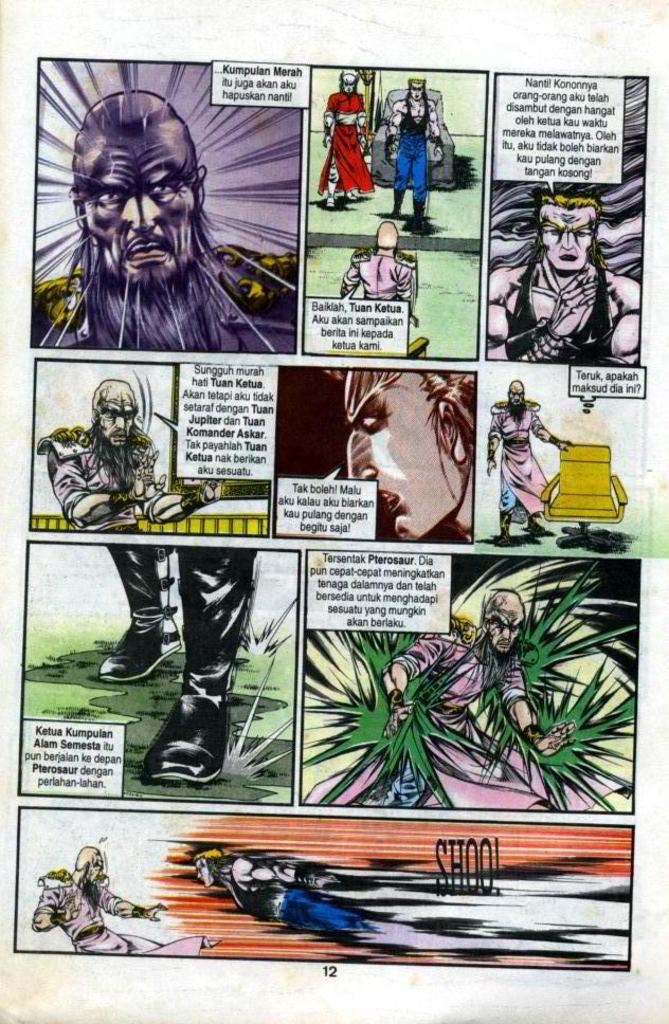 ...Kumpulan Merah
itu juga akan aku
hapuskan nanti!
Baiklah, Tuan Ketua.
Aku akan sampaikan
berita ini kepada
ketua kami.
Nanti! Kononnya
orang-orang aku telah
disambut dengan hangat
oleh ketua kau waktu
mereka melawatnya. Oleh
itu, aku tidak boleh biarkan
kau pulang dengan
tangan kosong!
Sungguh murah
hati Tuan Ketua.
Akan tetapi aku tidak
setaraf dengan Tuan
Jupiter dan Tuan
Komander Askar.
Tak payahlah Tuan
Ketua nak berikan
aku sesuatu.
Tak boleh! Malu
aku kalau aku biarkan
kau pulang dengan
begitu saja!
Teruk, apakah
maksud dia ini?
Ketua Kumpulan
Alam Semesta itu
pun berjalan ke depan
Pterosaur dengan
perlahan-lahan.
Tersentak Pterosaur. Dia
pun cepat-cepat meningkatkan
tenaga dalamnya dan telah
bersedia untuk menghadapi
sesuatu yang mungkin
akan berlaku.
SHOO!
12